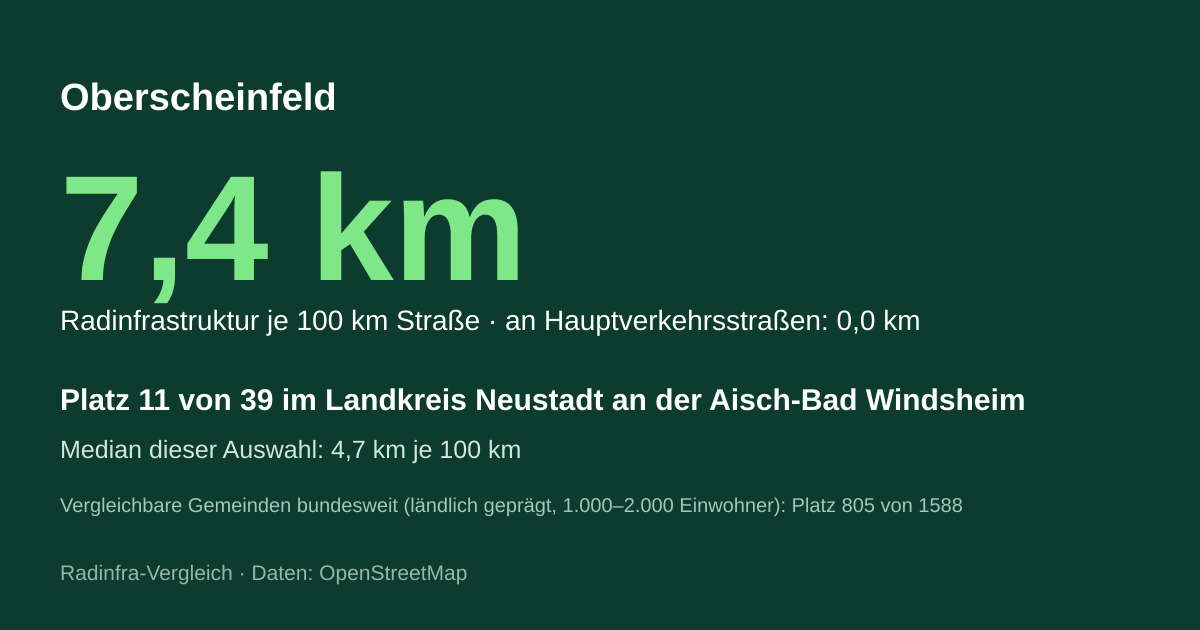 Oberscheinfeld
7,4 km
Radinfrastruktur je 100 km Straße · an Hauptverkehrsstraßen: 0,0 km
Platz 11 von 39 im Landkreis Neustadt an der Aisch-Bad Windsheim
Median dieser Auswahl: 4,7 km je 100 km
Vergleichbare Gemeinden bundesweit (ländlich geprägt, 1.000–2.000 Einwohner): Platz 805 von 1588
Radinfra-Vergleich · Daten: OpenStreetMap